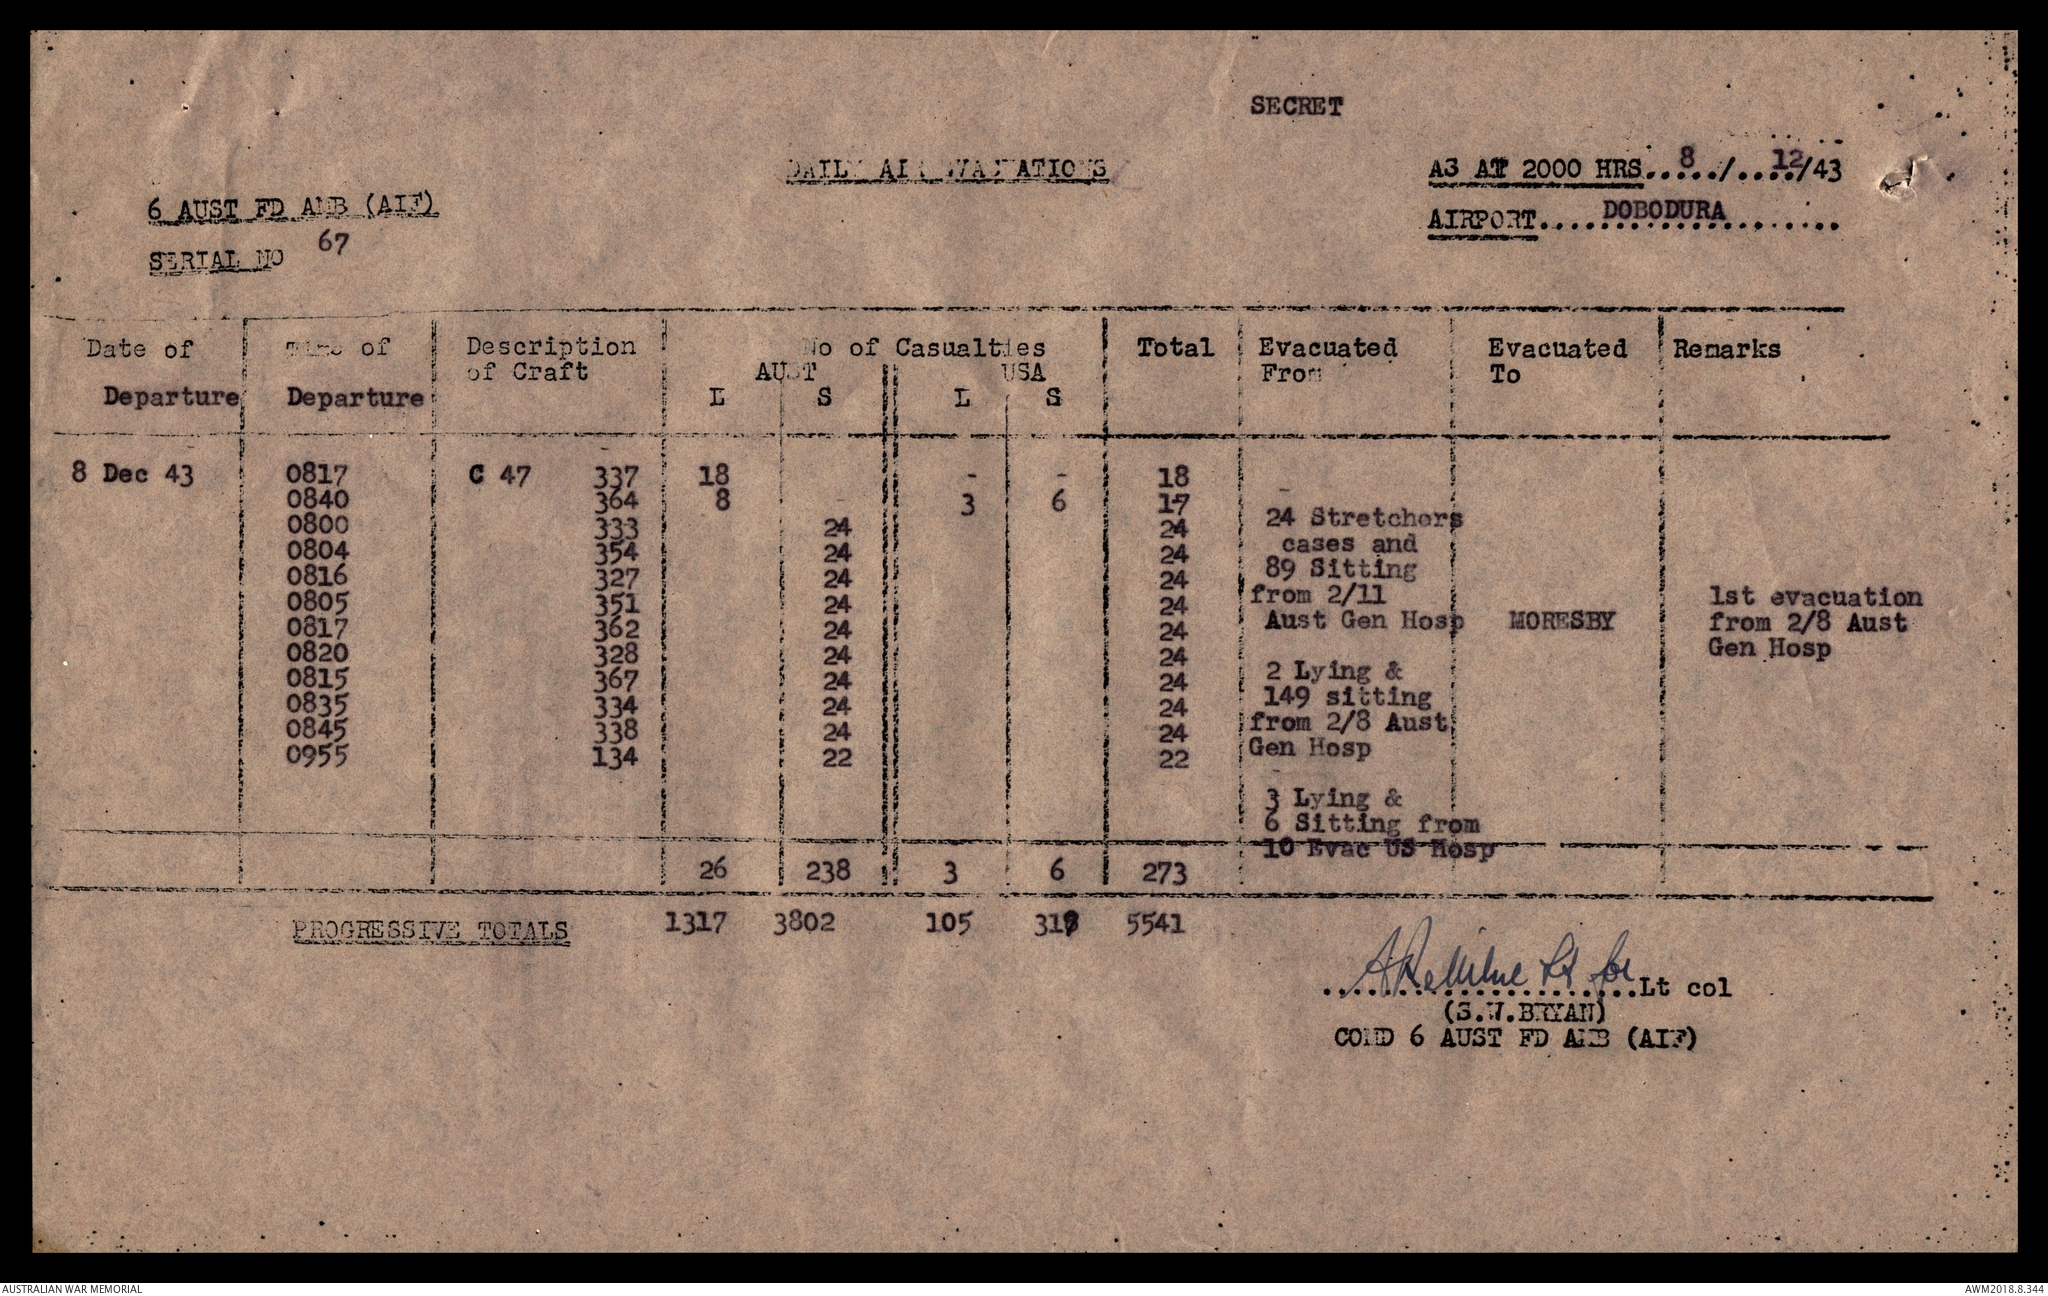 SECRET
DAILY AIR EVACUATIONS
AS AT 2000 HRS.. 8 ../.. 12 ../43
6 AUST FD AMB (AIF)
AIRPORT.... DOBODURA .......
SERIAL NO 67
Date of Departure | Time of Departure | Description of Craft | No of Casualties AUST L S USA L S | Total | Evacuated From | Evacuated To | Remarks
8 Dec 43 0817 C 47 337 18 - - 18
0840 364 8 - 3 6 17
0800 333 24 24
0804 354 24 24
0816 327 24 24
0805 351 24 24
0817 362 24 24
0820 328 24 24
0815 367 24 24
0835 334 24 24
0845 338 24 24
0955 134 22 22
24 Stretchers
cases and
89 Sitting
from 2/11
Aust Gen Hosp
2 Lying &
149 sitting
from 2/8 Aust
Gen Hosp
3 Lying &
6 Sitting from
10 Evac US Hosp
MORESBY
1st evacuation
from 2/8 Aust
Gen Hosp
26 238 3 6 273
PROGRESSIVE TOTALS 1317 3802 105 5541
Lt col
(S.W.BRYAN)
COMD 6 AUST FD AMB (AIF)
AUSTRALIAN WAR MEMORIAL
AWM2018.8.344